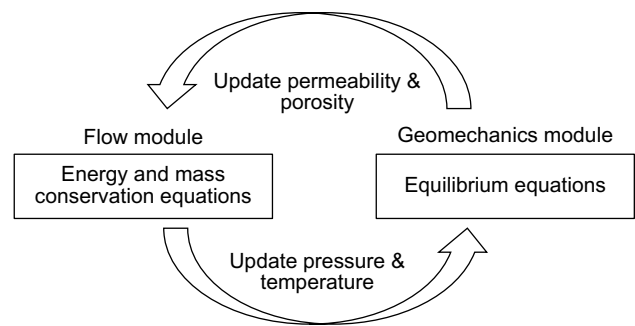 Update permeability &
porosity
Flow module
Geomechanics module
Energy and mass
conservation equations
Equilibrium equations
Update pressure &
temperature